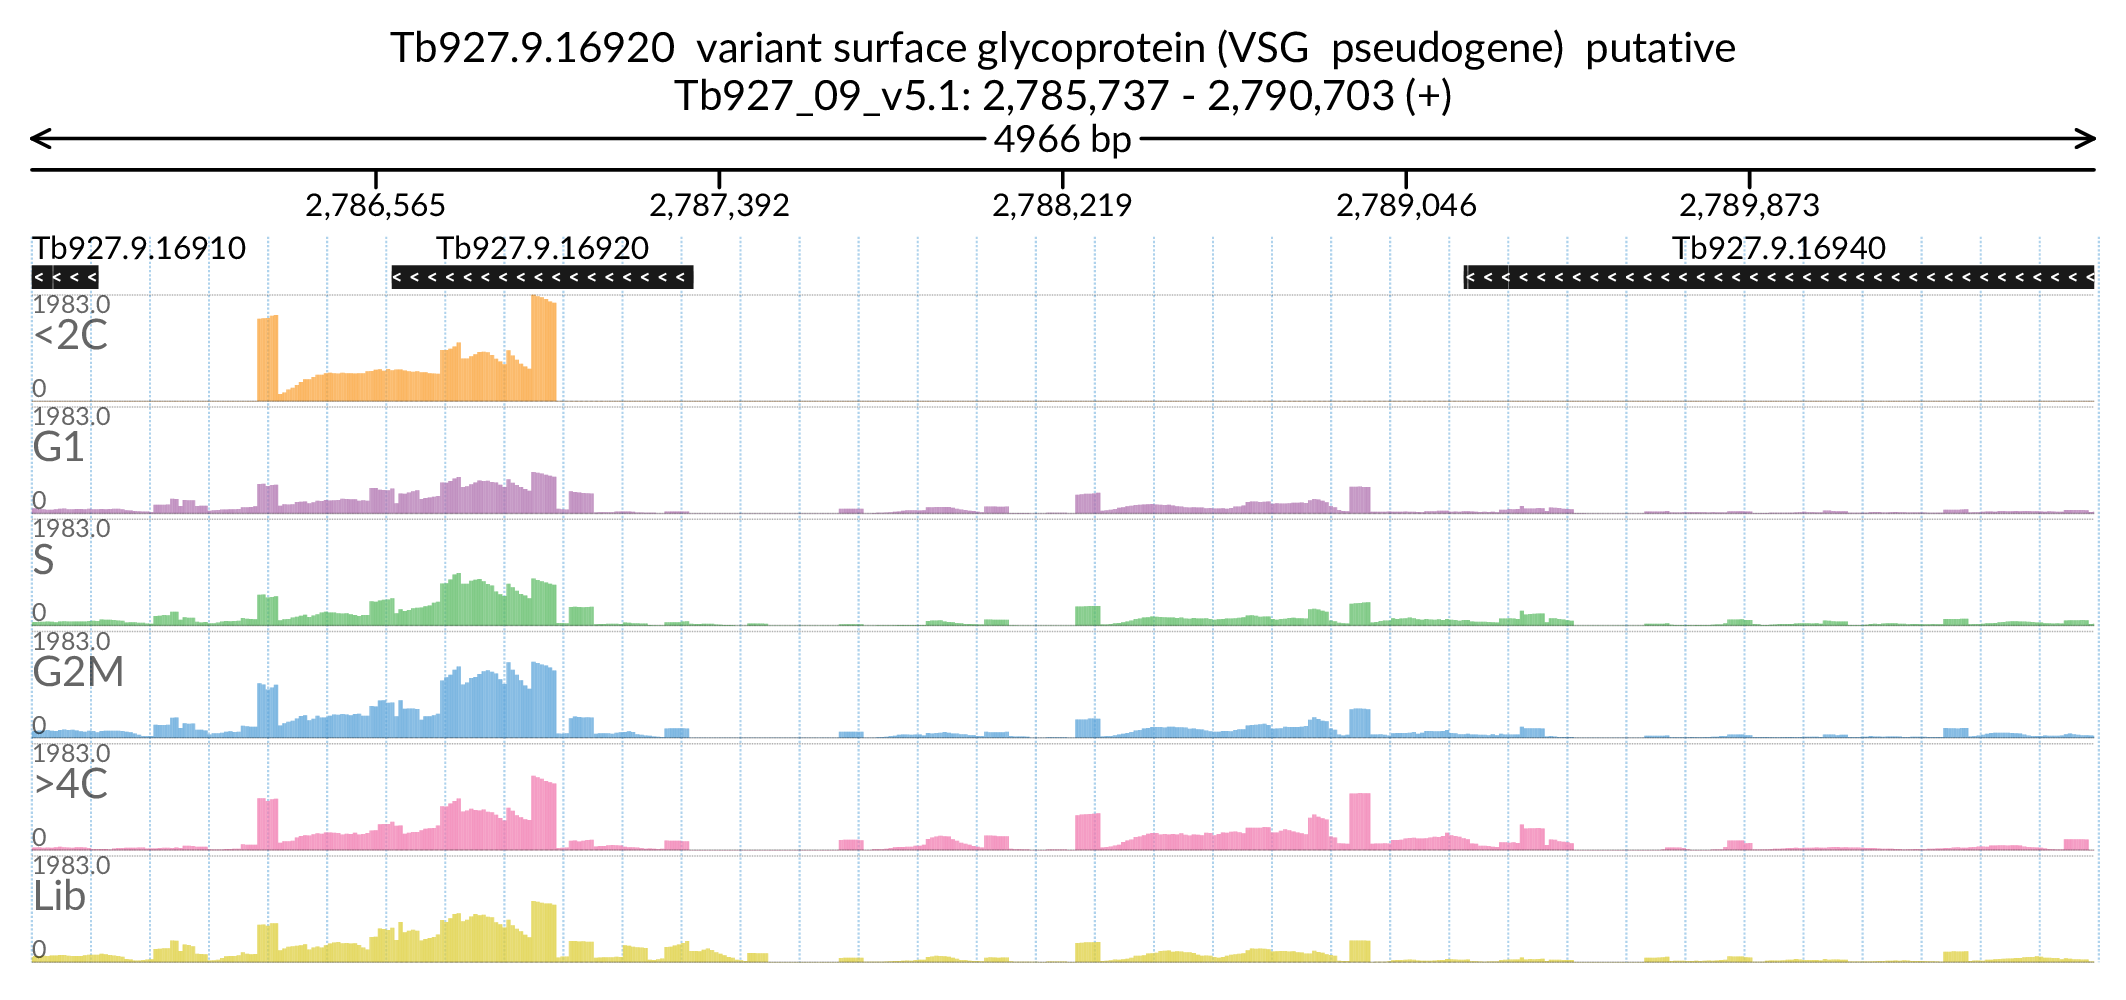 Tb927.9.16920  variant surface glycoprotein (VSG  pseudogene)  putative
Tb927_09_v5.1: 2,785,737 - 2,790,703 (+)
4966 bp
2,786,565 2,787,392 2,788,219 2,789,046 2,789,873
Tb927.9.16910 Tb927.9.16920 Tb927.9.16940
1983.0
<2C
0
1983.0
G1
0
1983.0
S
0
1983.0
G2M
0
1983.0
>4C
0
1983.0
Lib
0